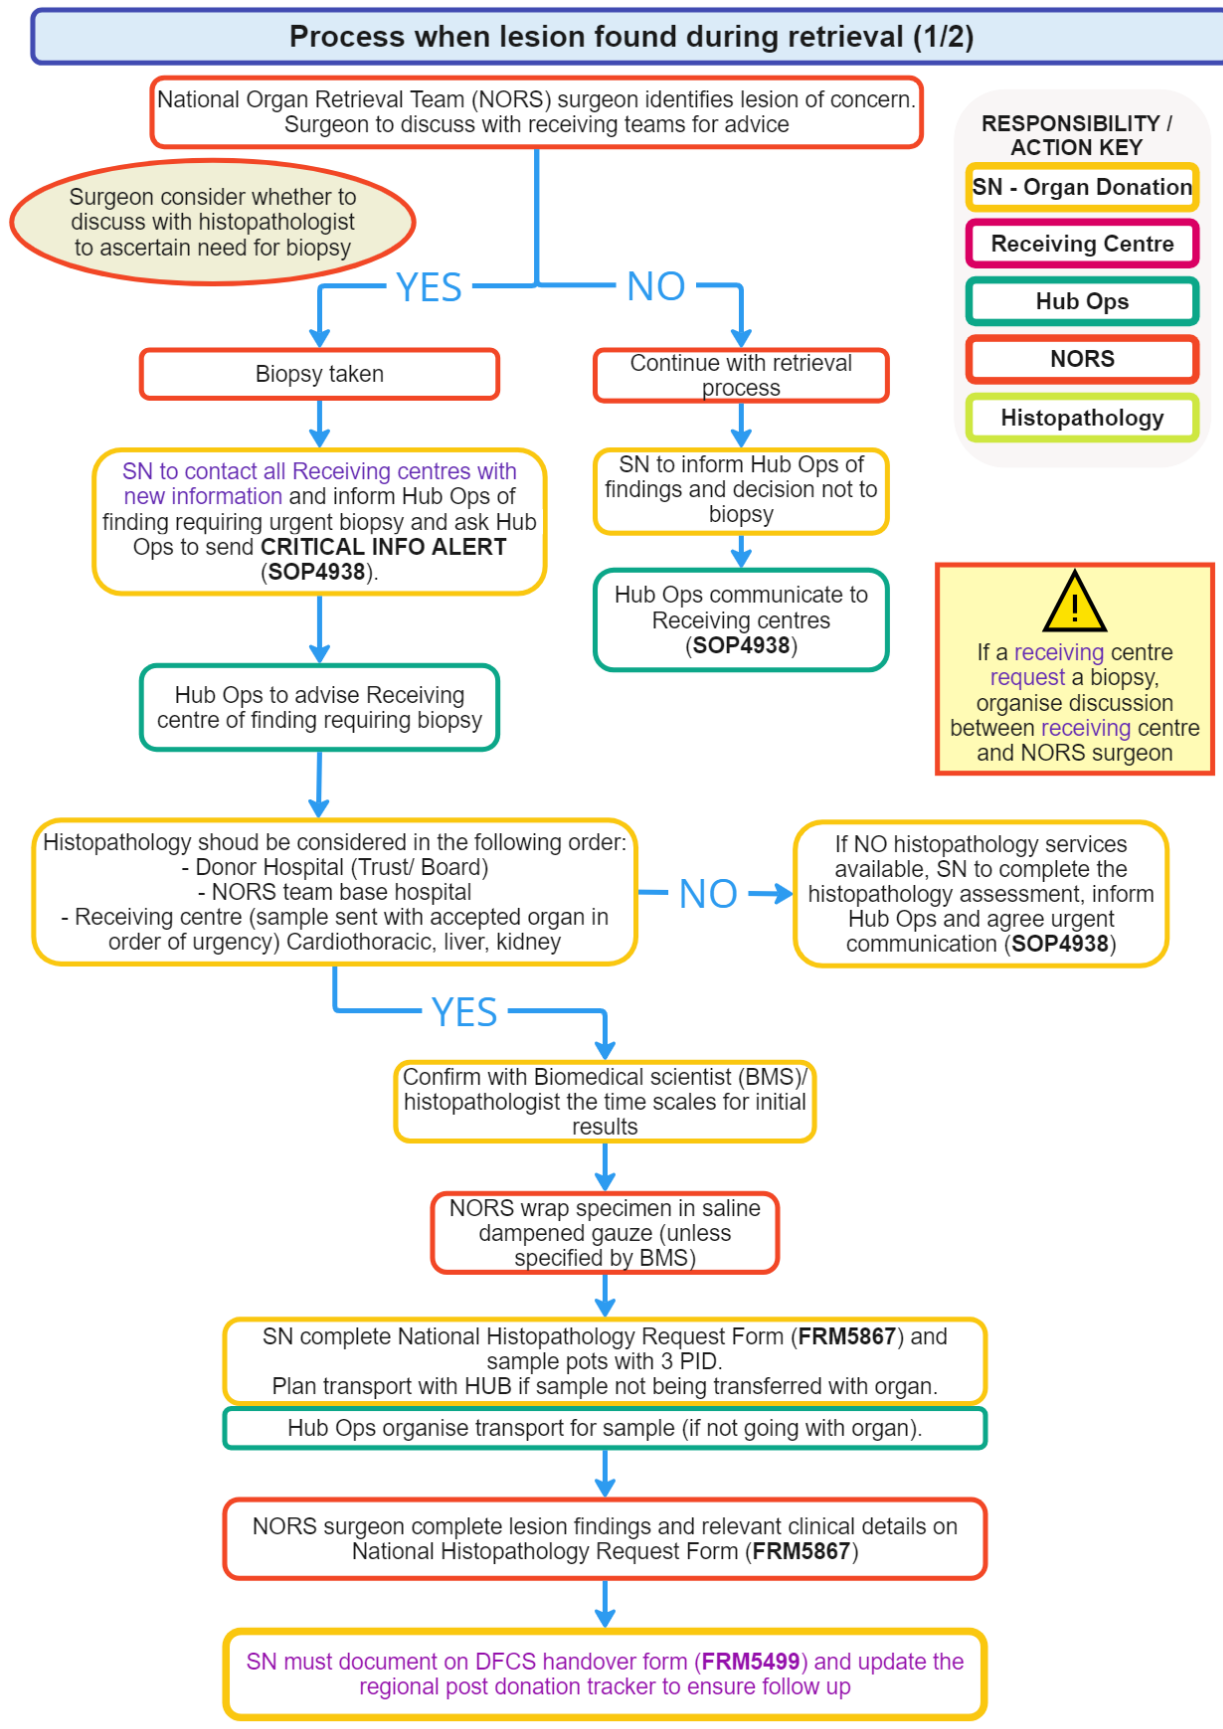 Process when lesion found during retrieval (1/2)
National Organ Retrieval Team (NORS) surgeon identifies lesion of concern.
Surgeon to discuss with receiving teams for advice
RESPONSIBILITY /
ACTION KEY
SN - Organ Donation
Receiving Centre
Hub Ops
NORS
Histopathology
Surgeon consider whether to
discuss with histopathologist
to ascertain need for biopsy
YES
NO
Biopsy taken
Continue with retrieval
process
SN to contact all Receiving centres with
new information and inform Hub Ops of
finding requiring urgent biopsy and ask Hub
Ops to send CRITICAL INFO ALERT
(SOP4938).
SN to inform Hub Ops of
findings and decision not to
biopsy
Hub Ops communicate to
Receiving centres
(SOP4938)
If a receiving centre
request a biopsy,
organise discussion
between receiving centre
and NORS surgeon
Hub Ops to advise Receiving
centre of finding requiring biopsy
Histopathology shoud be considered in the following order:
- Donor Hospital (Trust/ Board)
- NORS team base hospital
- Receiving centre (sample sent with accepted organ in
order of urgency) Cardiothoracic, liver, kidney
NO
If NO histopathology services
available, SN to complete the
histopathology assessment, inform
Hub Ops and agree urgent
communication (SOP4938)
YES
Confirm with Biomedical scientist (BMS)/
histopathologist the time scales for initial
results
NORS wrap specimen in saline
dampened gauze (unless
specified by BMS)
SN complete National Histopathology Request Form (FRM5867) and
sample pots with 3 PID.
Plan transport with HUB if sample not being transferred with organ.
Hub Ops organise transport for sample (if not going with organ).
NORS surgeon complete lesion findings and relevant clinical details on
National Histopathology Request Form (FRM5867)
SN must document on DFCS handover form (FRM5499) and update the
regional post donation tracker to ensure follow up